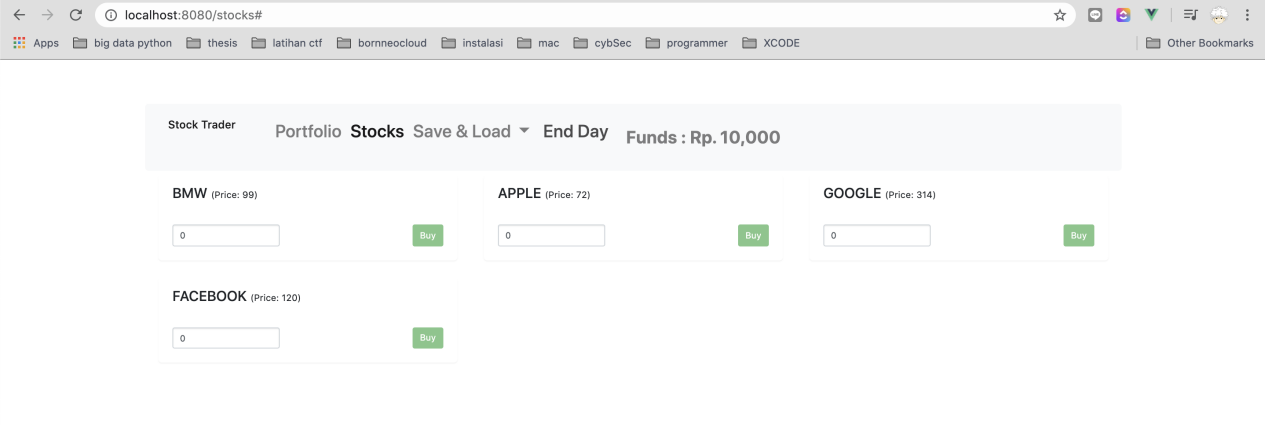 localhost:8080/stocks#
Apps big data python thesis latihan ctf bornneocloud instalasi mac cybSec programmer XCODE Other Bookmarks
Stock Trader Portfolio Stocks Save & Load End Day Funds : Rp. 10,000
BMW (Price: 99) APPLE (Price: 72) GOOGLE (Price: 314)
0 Buy 0 Buy 0 Buy
FACEBOOK (Price: 120)
0 Buy